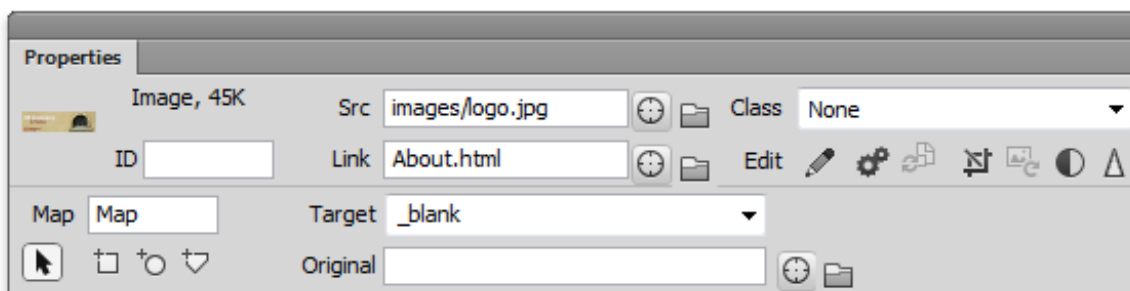 Properties
Image, 45K
Src images/logo.jpg
Class None
ID
Link About.html
Edit
Map Map
Target _blank
Original